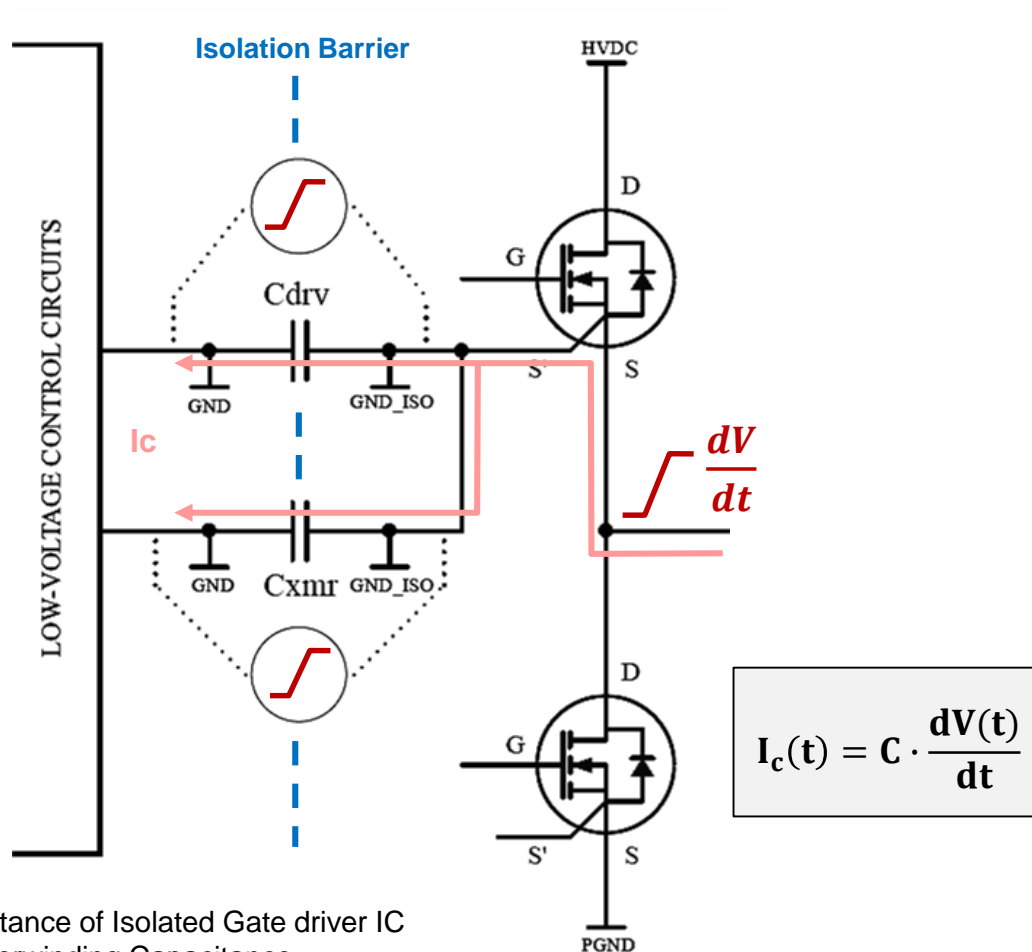 Isolation Barrier
HVDC
D
G
Cdrv
S'
S
GND
GND_ISO
LOW-VOLTAGE CONTROL CIRCUITS
Ic
dV
dt
GND
Cxmr
GND_ISO
D
G
I_c(t) = C · dV(t)/dt
S'
S
tance of Isolated Gate driver IC
PGND